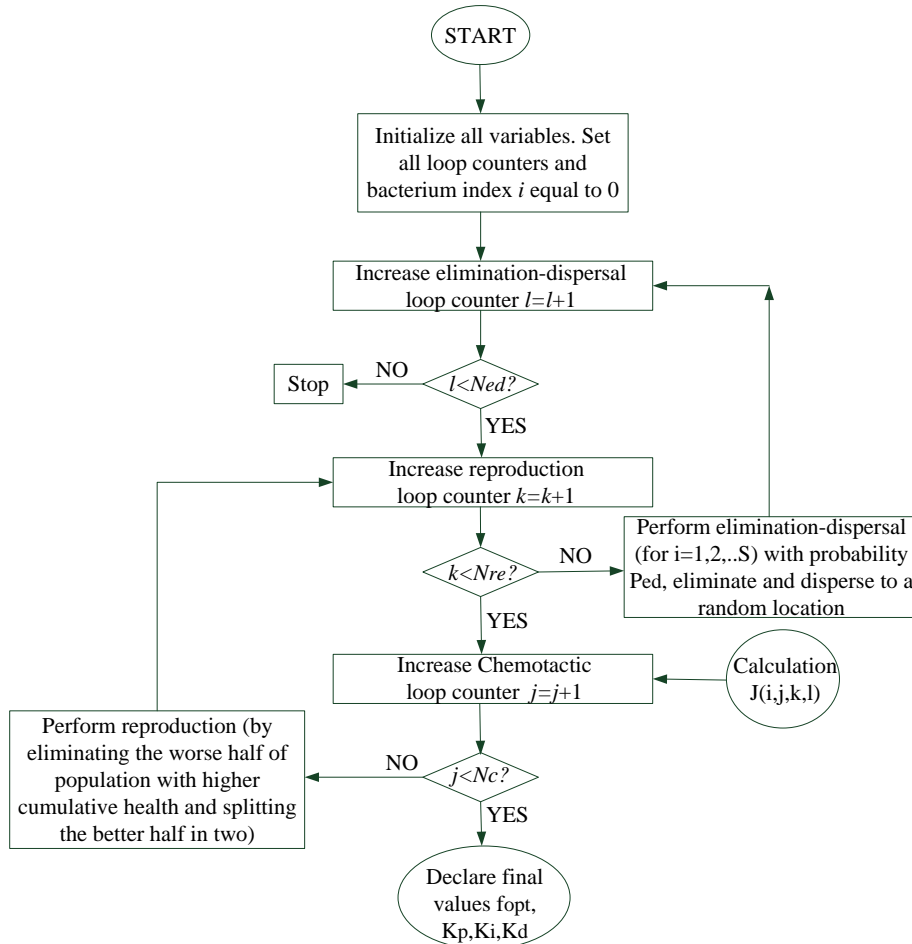 START
Initialize all variables. Set
all loop counters and
bacterium index i equal to 0
Increase elimination-dispersal
loop counter l=l+1
NO
Stop
l<Ned?
YES
Increase reproduction
loop counter k=k+1
Perform elimination-dispersal
(for i=1,2,..S) with probability
Ped, eliminate and disperse to a
random location
NO
k<Nre?
YES
Increase Chemotactic
loop counter j=j+1
Calculation
J(i,j,k,l)
Perform reproduction (by
eliminating the worse half of
population with higher
cumulative health and splitting
the better half in two)
NO
j<Nc?
YES
Declare final
values fopt,
Kp,Ki,Kd